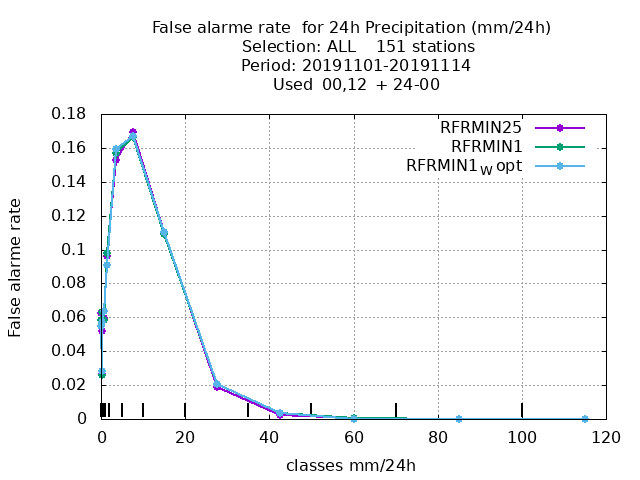 False alarme rate  for 24h Precipitation (mm/24h)
Selection: ALL    151 stations
Period: 20191101-20191114
Used  00,12  + 24-00
RFRMIN25
RFRMIN1
RFRMIN1W opt
False alarme rate
0.18
0.16
0.14
0.12
0.1
0.08
0.06
0.04
0.02
0
0 20 40 60 80 100 120
classes mm/24h